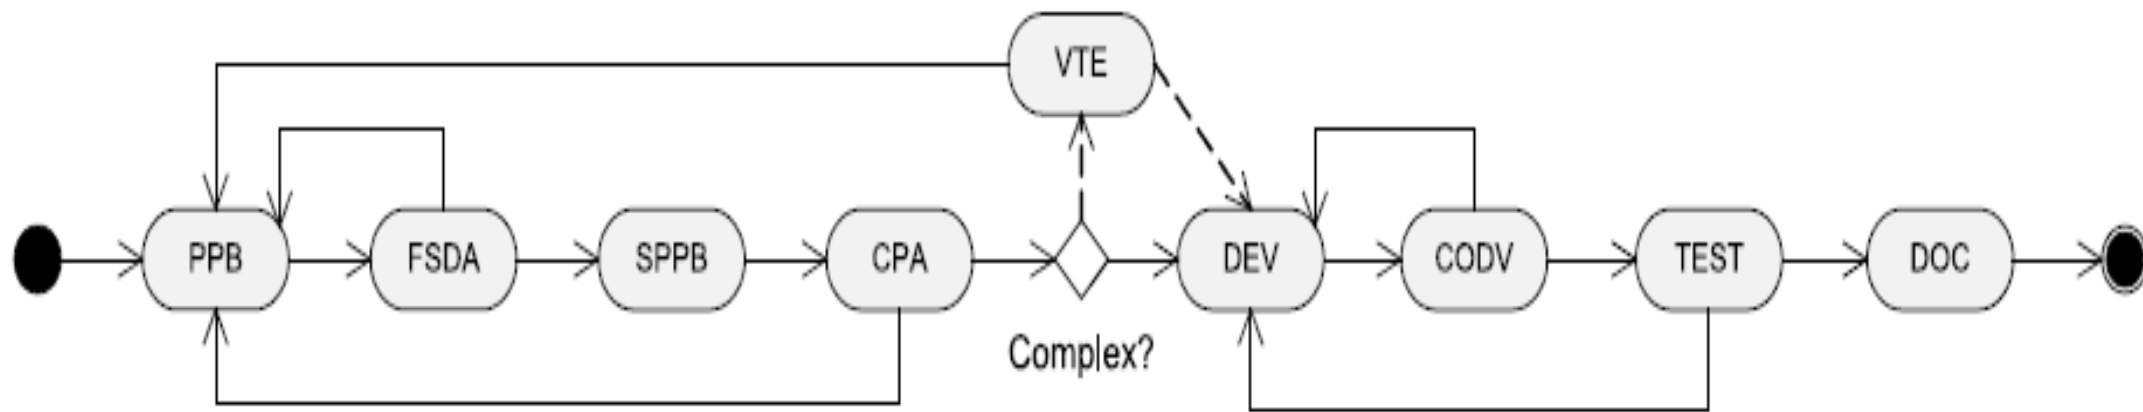 VTE
PPB
FSDA
SPPB
CPA
DEV
CODV
TEST
DOC
Complex?